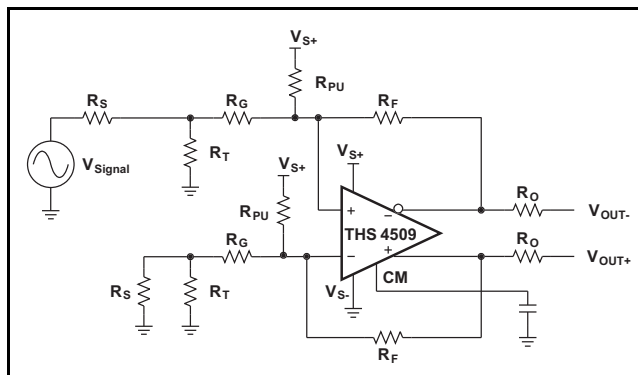 V_S+
R_PU
R_S
R_G
R_F
V_Signal
R_T
V_S+
V_S+
R_PU
R_O
V_OUT-
+
−
THS 4509
R_G
−
+
R_O
V_OUT+
R_S
R_T
V_S-
CM
R_F